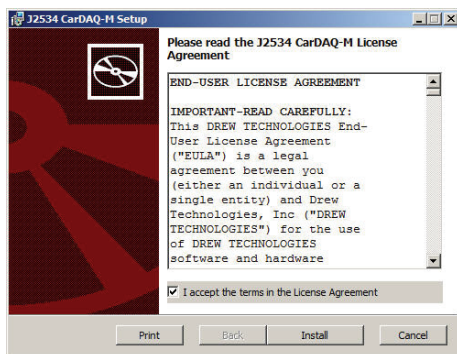 J2534 CarDAQ-M Setup
Please read the J2534 CarDAQ-M License
Agreement
END-USER LICENSE AGREEMENT
IMPORTANT-READ CAREFULLY:
This DREW TECHNOLOGIES End-
User License Agreement
("EULA") is a legal
agreement between you
(either an individual or a
single entity) and Drew
Technologies, Inc ("DREW
TECHNOLOGIES") for the use
of DREW TECHNOLOGIES
software and hardware
I accept the terms in the License Agreement
Print Back Install Cancel